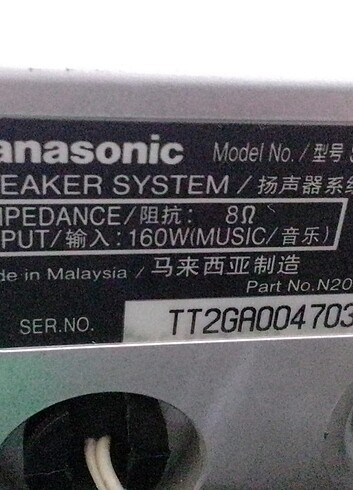 anasonic Model No./型号
EAKER SYSTEM/扬声器系统
PEDANCE/阻抗: 8Ω
PUT/输入: 160W(MUSIC/音乐)
de in Malaysia / 马来西亚制造
Part No.N20
SER.NO. TT2GA004703